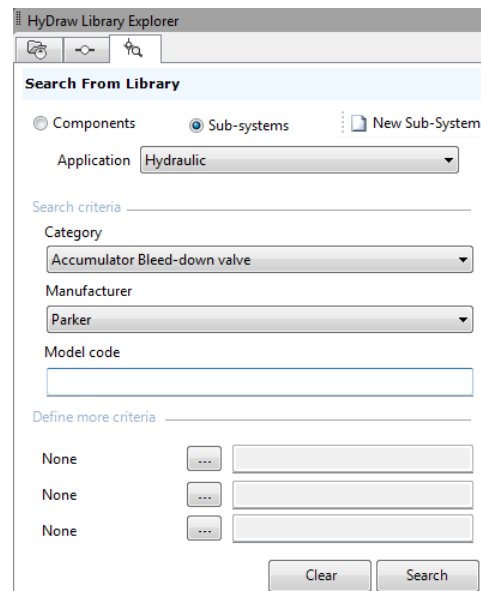 HyDraw Library Explorer
Search From Library
Components Sub-systems New Sub-System
Application Hydraulic
Search criteria
Category
Accumulator Bleed-down valve
Manufacturer
Parker
Model code
Define more criteria
None ...
None ...
None ...
Clear Search